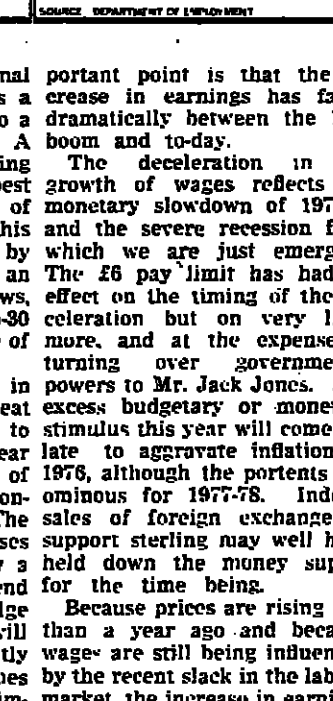 SOURCE: DEPARTMENT OF EMPLOYMENT
portant point is that the
crease in earnings has fa
dramatically between the
boom and to-day.
The deceleration in
growth of wages reflects
monetary slowdown of 197
and the severe recession f
which we are just emerg
The £6 pay limit has had
effect on the timing of the
celeration but on very l
more, and at the expense
turning over governme
powers to Mr. Jack Jones.
excess budgetary or mone
stimulus this year will come
late to aggravate inflation
1976, although the portents
ominous for 1977-78. Inde
sales of foreign exchange
support sterling may well h
held down the money sup
for the time being.
Because prices are rising
than a year ago and beca
wages are still being influen
by the recent slack in the lab
market, the increase in earni